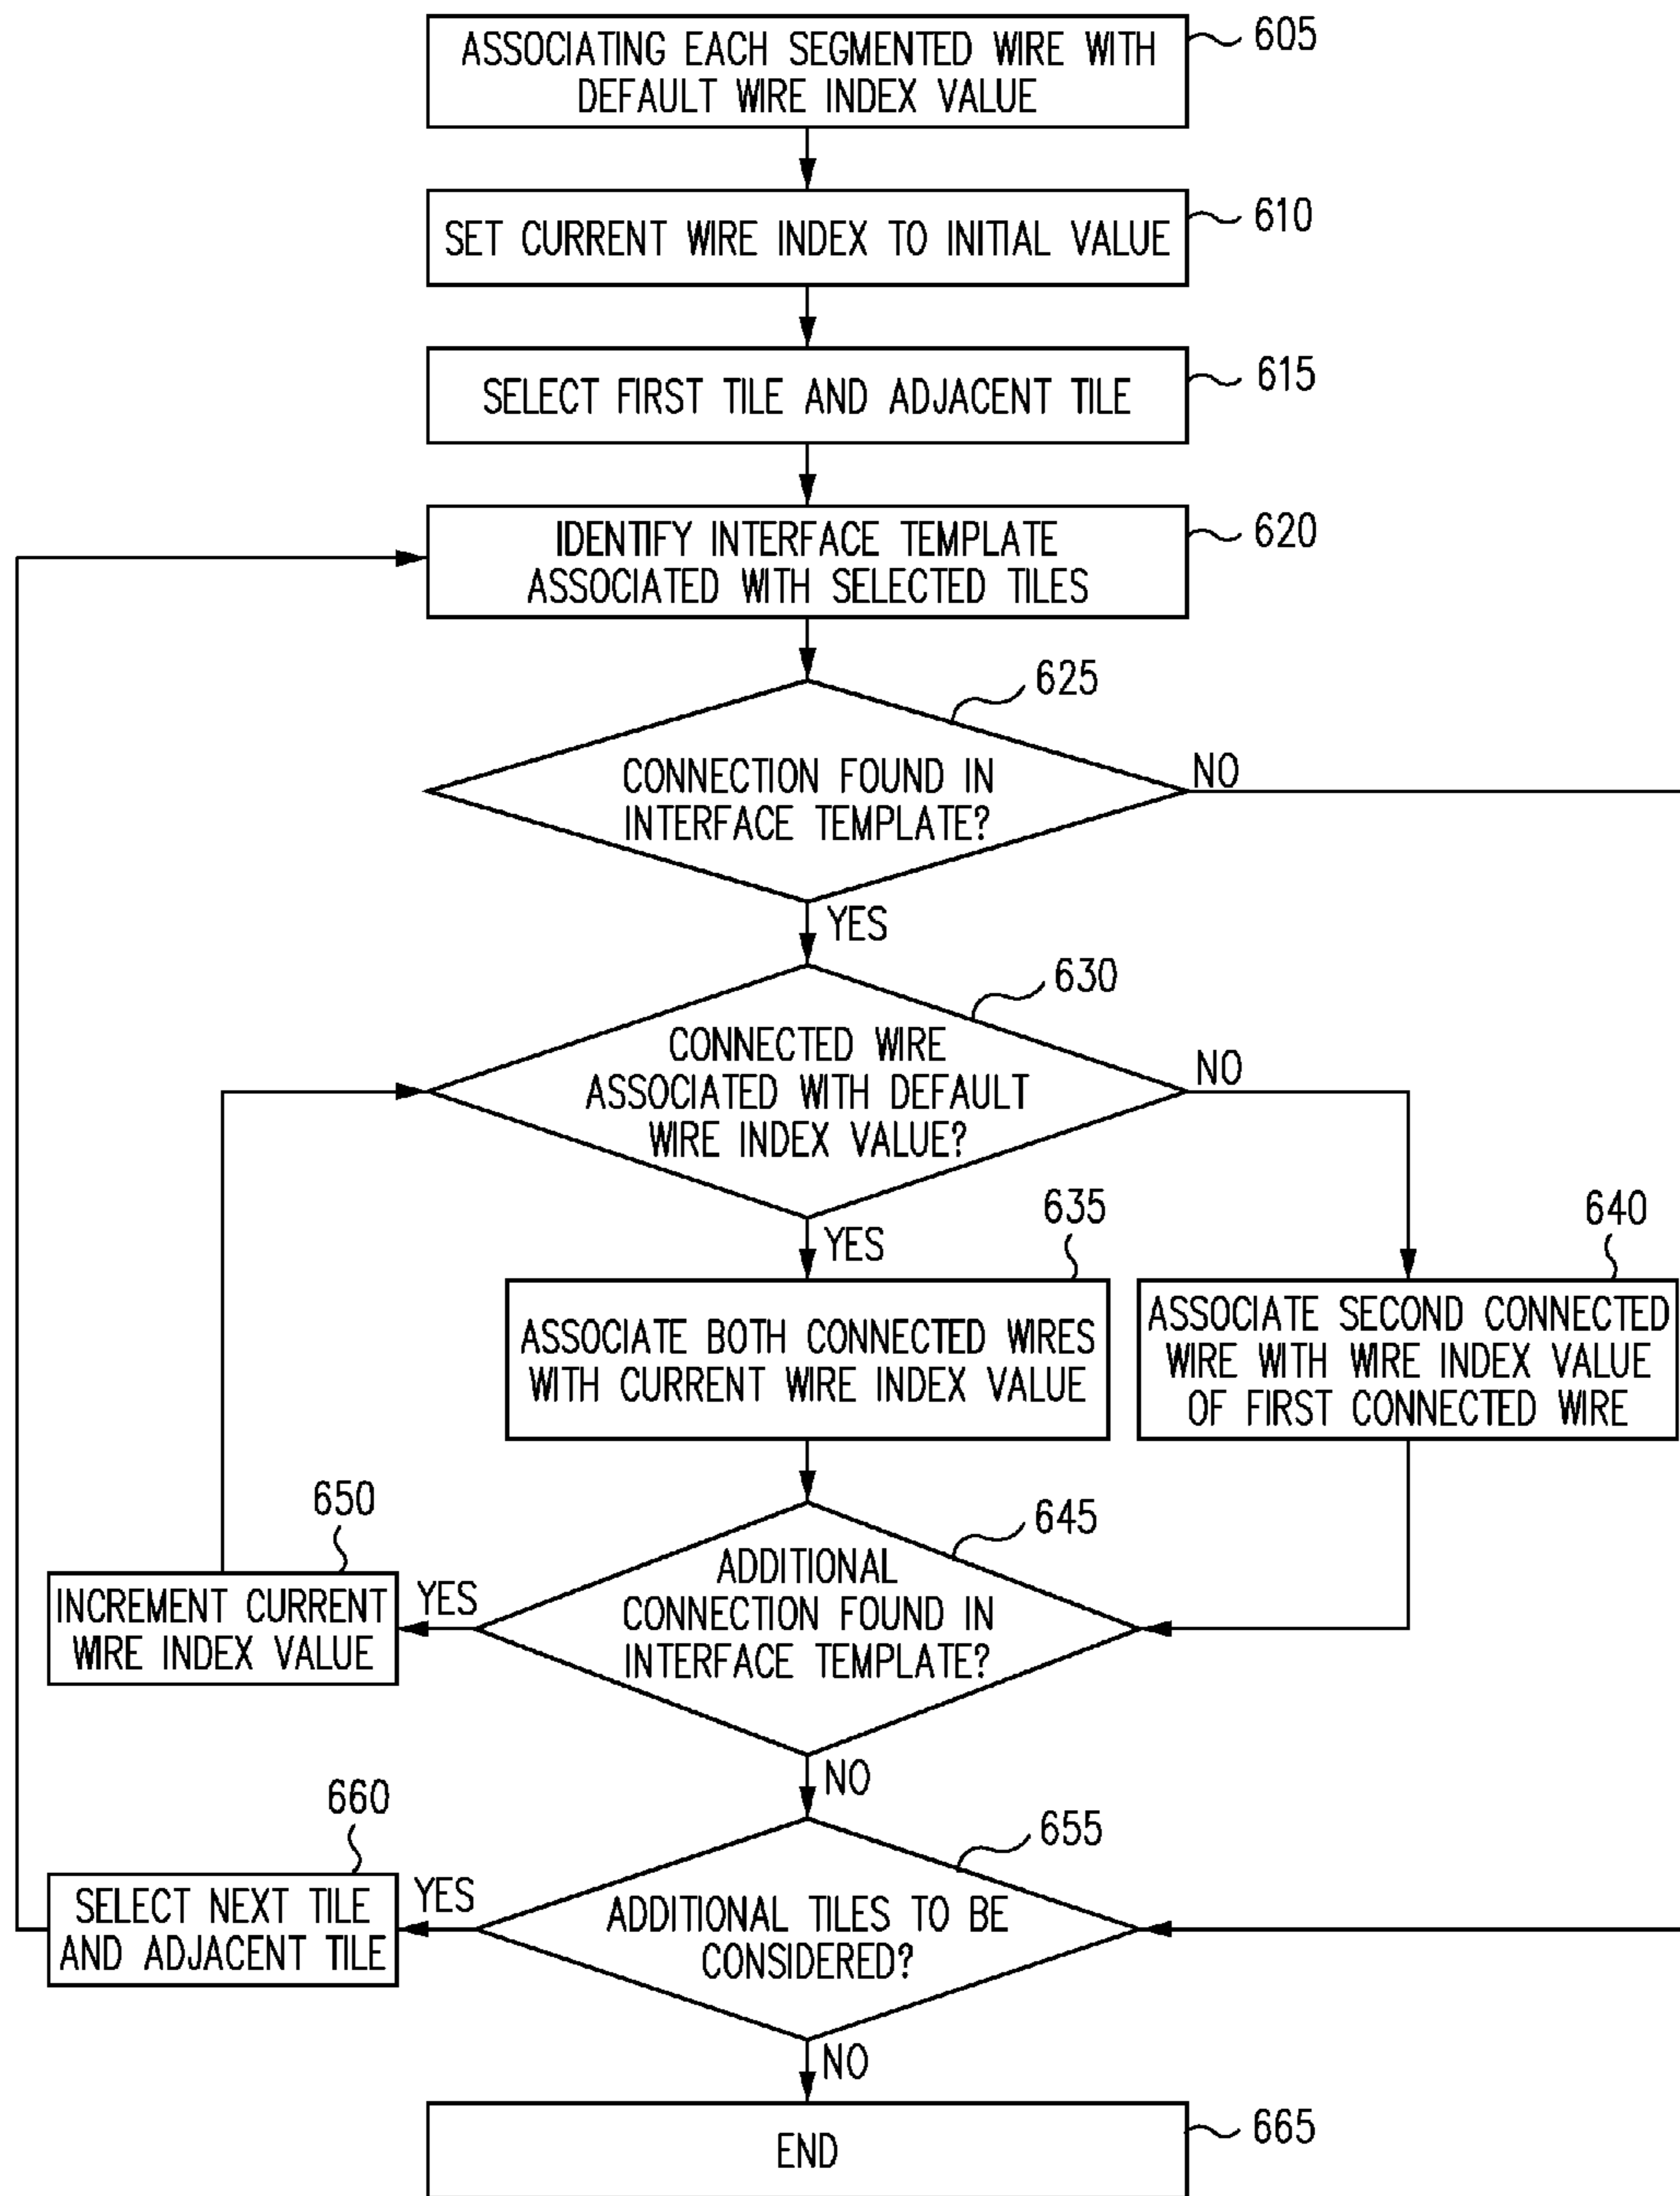 ASSOCIATING EACH SEGMENTED WIRE WITH
DEFAULT WIRE INDEX VALUE
605
SET CURRENT WIRE INDEX TO INITIAL VALUE
610
SELECT FIRST TILE AND ADJACENT TILE
615
IDENTIFY INTERFACE TEMPLATE
ASSOCIATED WITH SELECTED TILES
620
625
CONNECTION FOUND IN
INTERFACE TEMPLATE?
NO
YES
630
CONNECTED WIRE
ASSOCIATED WITH DEFAULT
WIRE INDEX VALUE?
NO
YES
635
ASSOCIATE BOTH CONNECTED WIRES
WITH CURRENT WIRE INDEX VALUE
640
ASSOCIATE SECOND CONNECTED
WIRE WITH WIRE INDEX VALUE
OF FIRST CONNECTED WIRE
650
INCREMENT CURRENT
WIRE INDEX VALUE
YES
645
ADDITIONAL
CONNECTION FOUND IN
INTERFACE TEMPLATE?
NO
660
SELECT NEXT TILE
AND ADJACENT TILE
YES
655
ADDITIONAL TILES TO BE
CONSIDERED?
NO
END
665